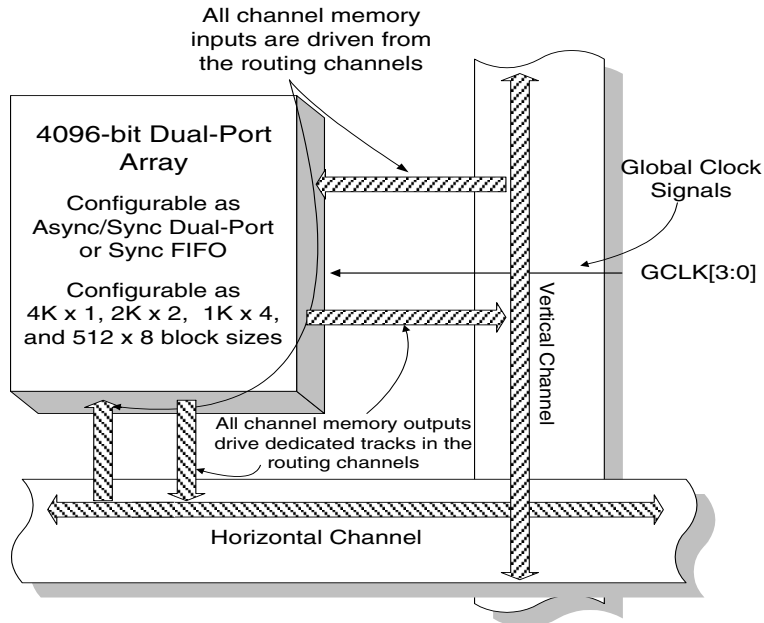 All channel memory
inputs are driven from
the routing channels
4096-bit Dual-Port
Array
Configurable as
Async/Sync Dual-Port
or Sync FIFO
Configurable as
4K x 1, 2K x 2, 1K x 4,
and 512 x 8 block sizes
Global Clock
Signals
GCLK[3:0]
Vertical Channel
All channel memory outputs
drive dedicated tracks in the
routing channels
Horizontal Channel